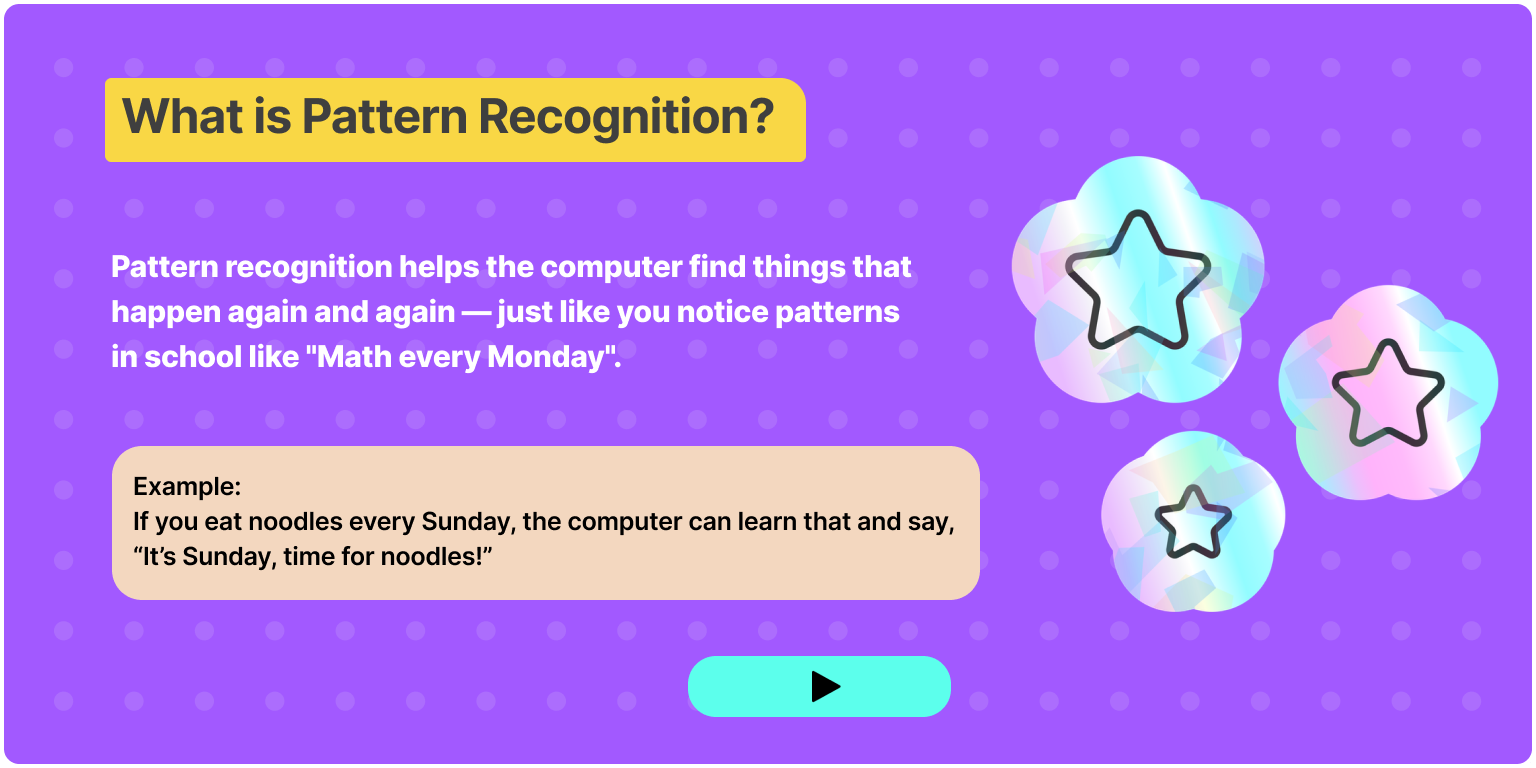 What is Pattern Recognition?
Pattern recognition helps the computer find things that
happen again and again — just like you notice patterns
in school like "Math every Monday".
Example:
If you eat noodles every Sunday, the computer can learn that and say,
“It’s Sunday, time for noodles!”